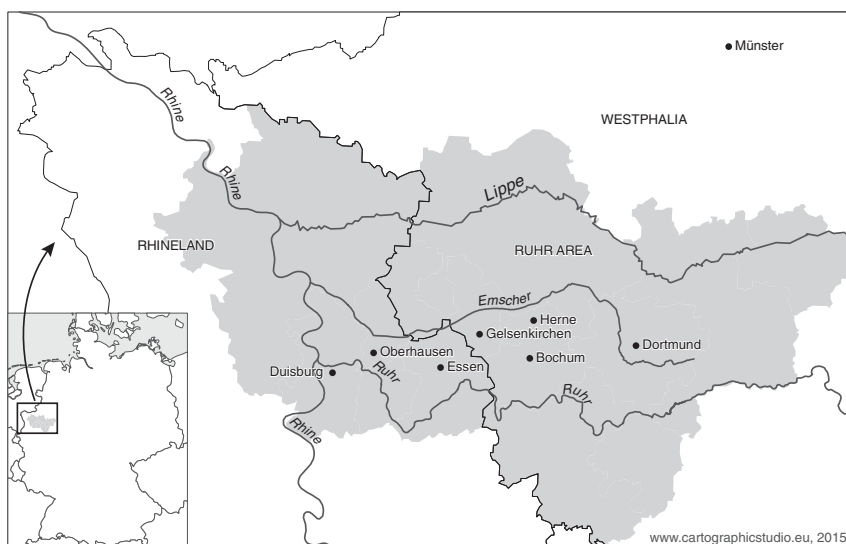 Münster
Rhine
WESTPHALIA
Rhine
Lippe
RHINELAND
RUHR AREA
Emscher
Herne
Gelsenkirchen
Oberhausen
Dortmund
Bochum
Duisburg
Ruhr
Essen
Ruhr
Rhine
www.cartographicstudio.eu, 2015